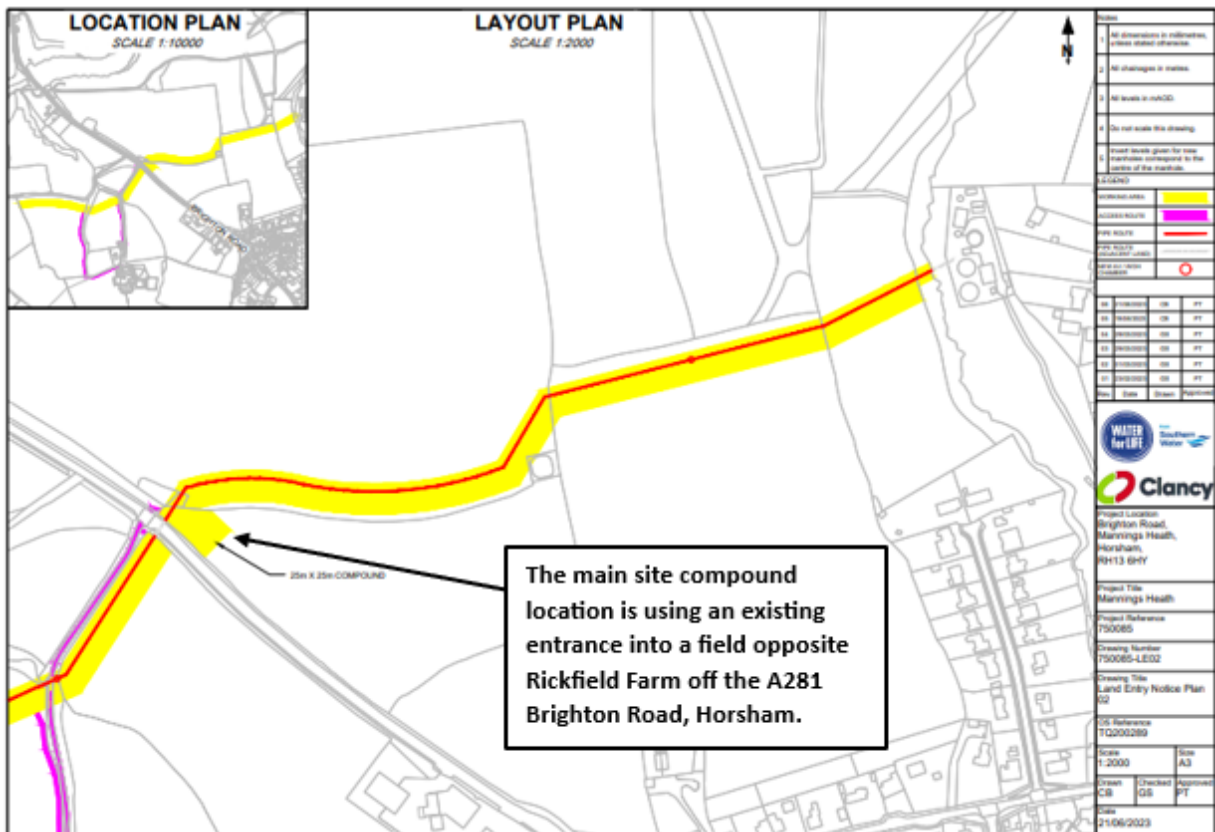 LOCATION PLAN
SCALE 1:10000
BRIGHTON ROAD
LAYOUT PLAN
SCALE 1:2000
N
25m X 25m COMPOUND
The main site compound
location is using an existing
entrance into a field opposite
Rickfield Farm off the A281
Brighton Road, Horsham.
Notes
1 All dimensions in millimetres,
unless stated otherwise.
2 All chainages in metres.
3 All levels in mAOD.
4 Do not scale this drawing.
5 Invert levels given for new
manholes correspond to the
centre of the manhole.
LEGEND
WORKING AREA
ACCESS ROUTE
PIPE ROUTE
PIPE ROUTE
(ADJACENT LAND)
CHAMBER
Rev Date Drawn Approved
WATER
for LIFE
from
Southern
Water
Clancy
Project Location
Brighton Road,
Mannings Heath,
Horsham,
RH13 6HY
Project Title
Mannings Heath
Project Reference
750085
Drawing Number
750085-LE02
Drawing Title
Land Entry Notice Plan
02
OS Reference
TQ200289
Scale
1:2000
Size
A3
Drawn
CB
Checked
GS
Approved
PT
Date
21/06/2023